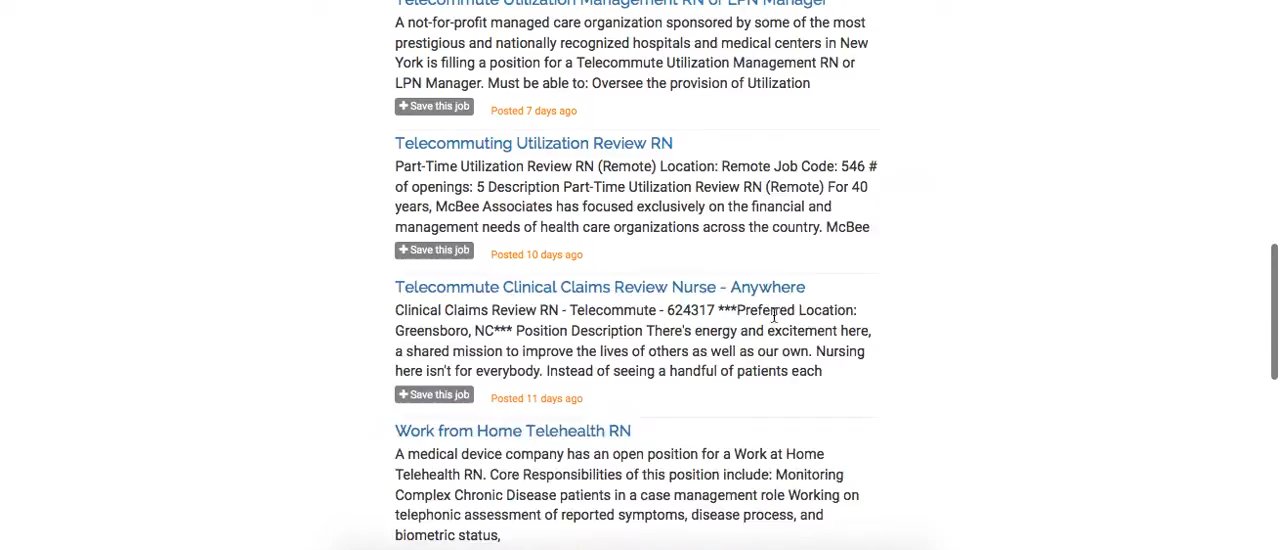 Telecommute Utilization Management RN or LPN Manager
A not-for-profit managed care organization sponsored by some of the most
prestigious and nationally recognized hospitals and medical centers in New
York is filling a position for a Telecommute Utilization Management RN or
LPN Manager. Must be able to: Oversee the provision of Utilization
+ Save this job
Posted 7 days ago
Telecommuting Utilization Review RN
Part-Time Utilization Review RN (Remote) Location: Remote Job Code: 546 #
of openings: 5 Description Part-Time Utilization Review RN (Remote) For 40
years, McBee Associates has focused exclusively on the financial and
management needs of health care organizations across the country. McBee
+ Save this job
Posted 10 days ago
Telecommute Clinical Claims Review Nurse - Anywhere
Clinical Claims Review RN - Telecommute - 624317 ***Preferred Location:
Greensboro, NC*** Position Description There's energy and excitement here,
a shared mission to improve the lives of others as well as our own. Nursing
here isn't for everybody. Instead of seeing a handful of patients each
+ Save this job
Posted 11 days ago
Work from Home Telehealth RN
A medical device company has an open position for a Work at Home
Telehealth RN. Core Responsibilities of this position include: Monitoring
Complex Chronic Disease patients in a case management role Working on
telephonic assessment of reported symptoms, disease process, and
biometric status,